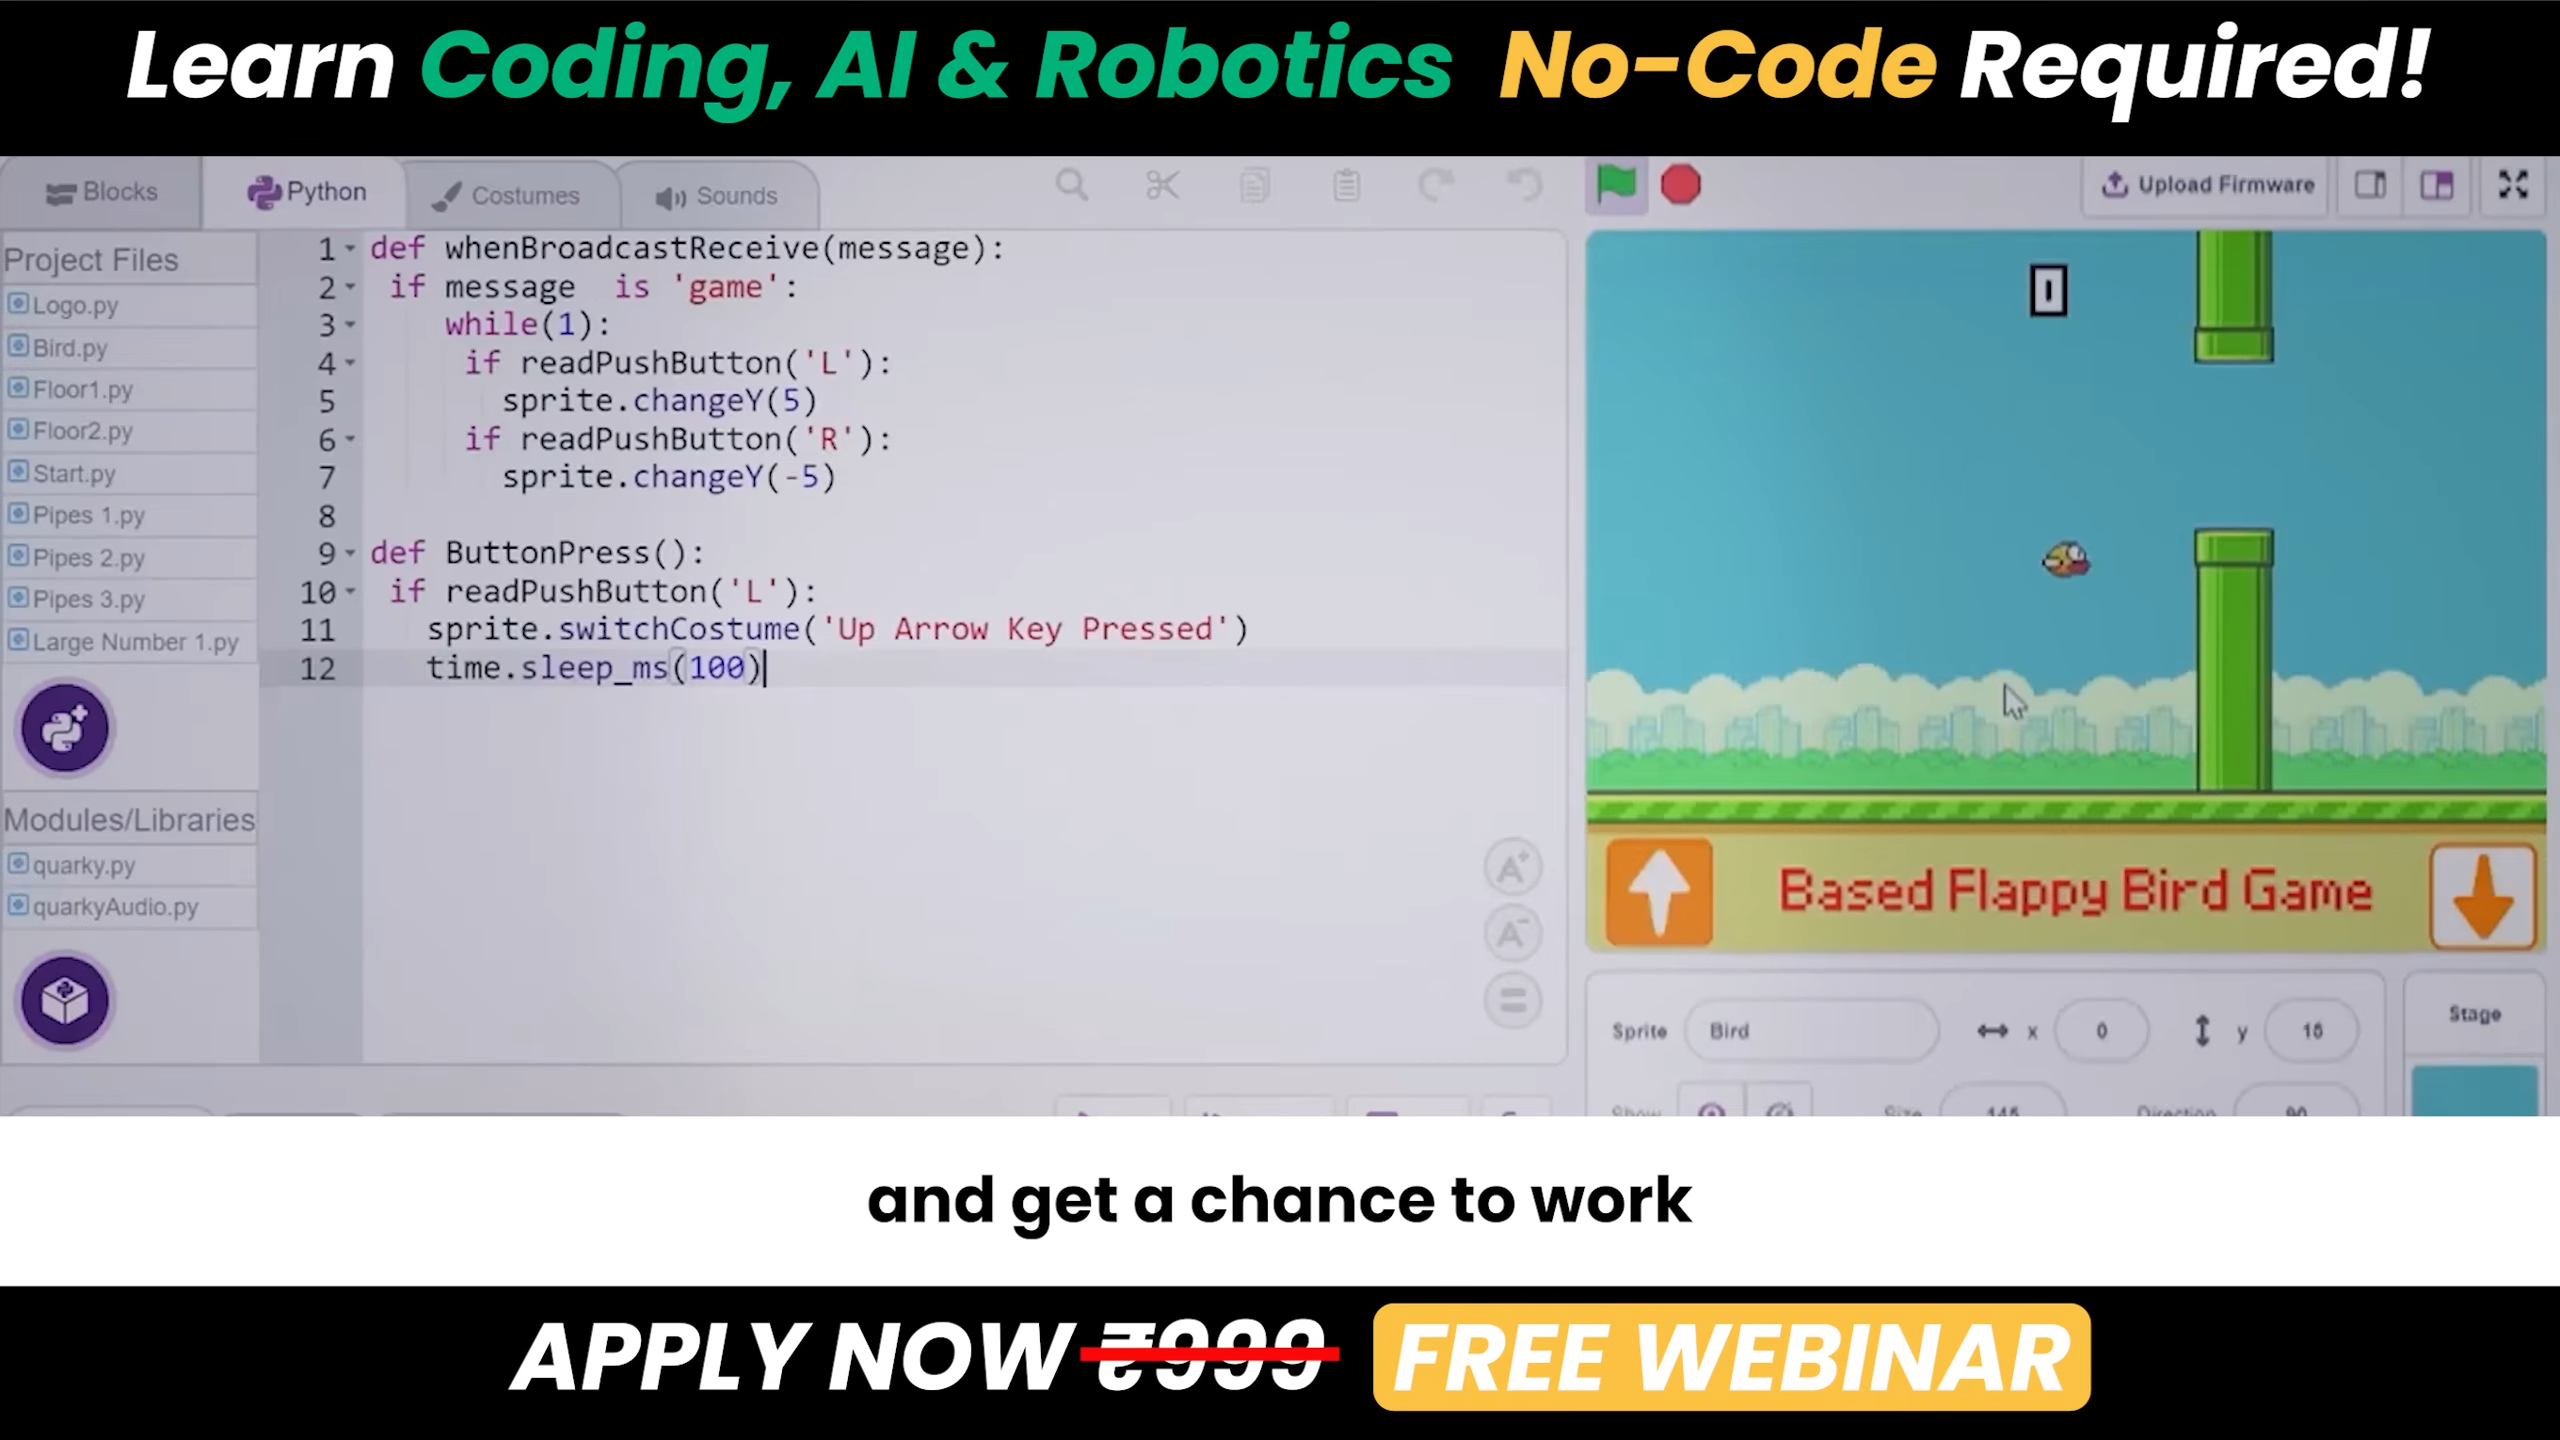 Learn Coding, AI & Robotics No-Code Required!
Blocks Python Costumes Sounds
Upload Firmware
Project Files
Logo.py
Bird.py
Floor1.py
Floor2.py
Start.py
Pipes 1.py
Pipes 2.py
Pipes 3.py
Large Number 1.py
Modules/Libraries
quarky.py
quarkyAudio.py
1 def whenBroadcastReceive(message):
2 if message is 'game':
3 while(1):
4 if readPushButton('L'):
5 sprite.changeY(5)
6 if readPushButton('R'):
7 sprite.changeY(-5)
8
9 def ButtonPress():
10 if readPushButton('L'):
11 sprite.switchCostume('Up Arrow Key Pressed')
12 time.sleep_ms(100)
A+
A-
=
Based Flappy Bird Game
Sprite Bird x 0 y
Stage
Show Size 145 Direction 90
and get a chance to work
APPLY NOW ₹999 FREE WEBINAR